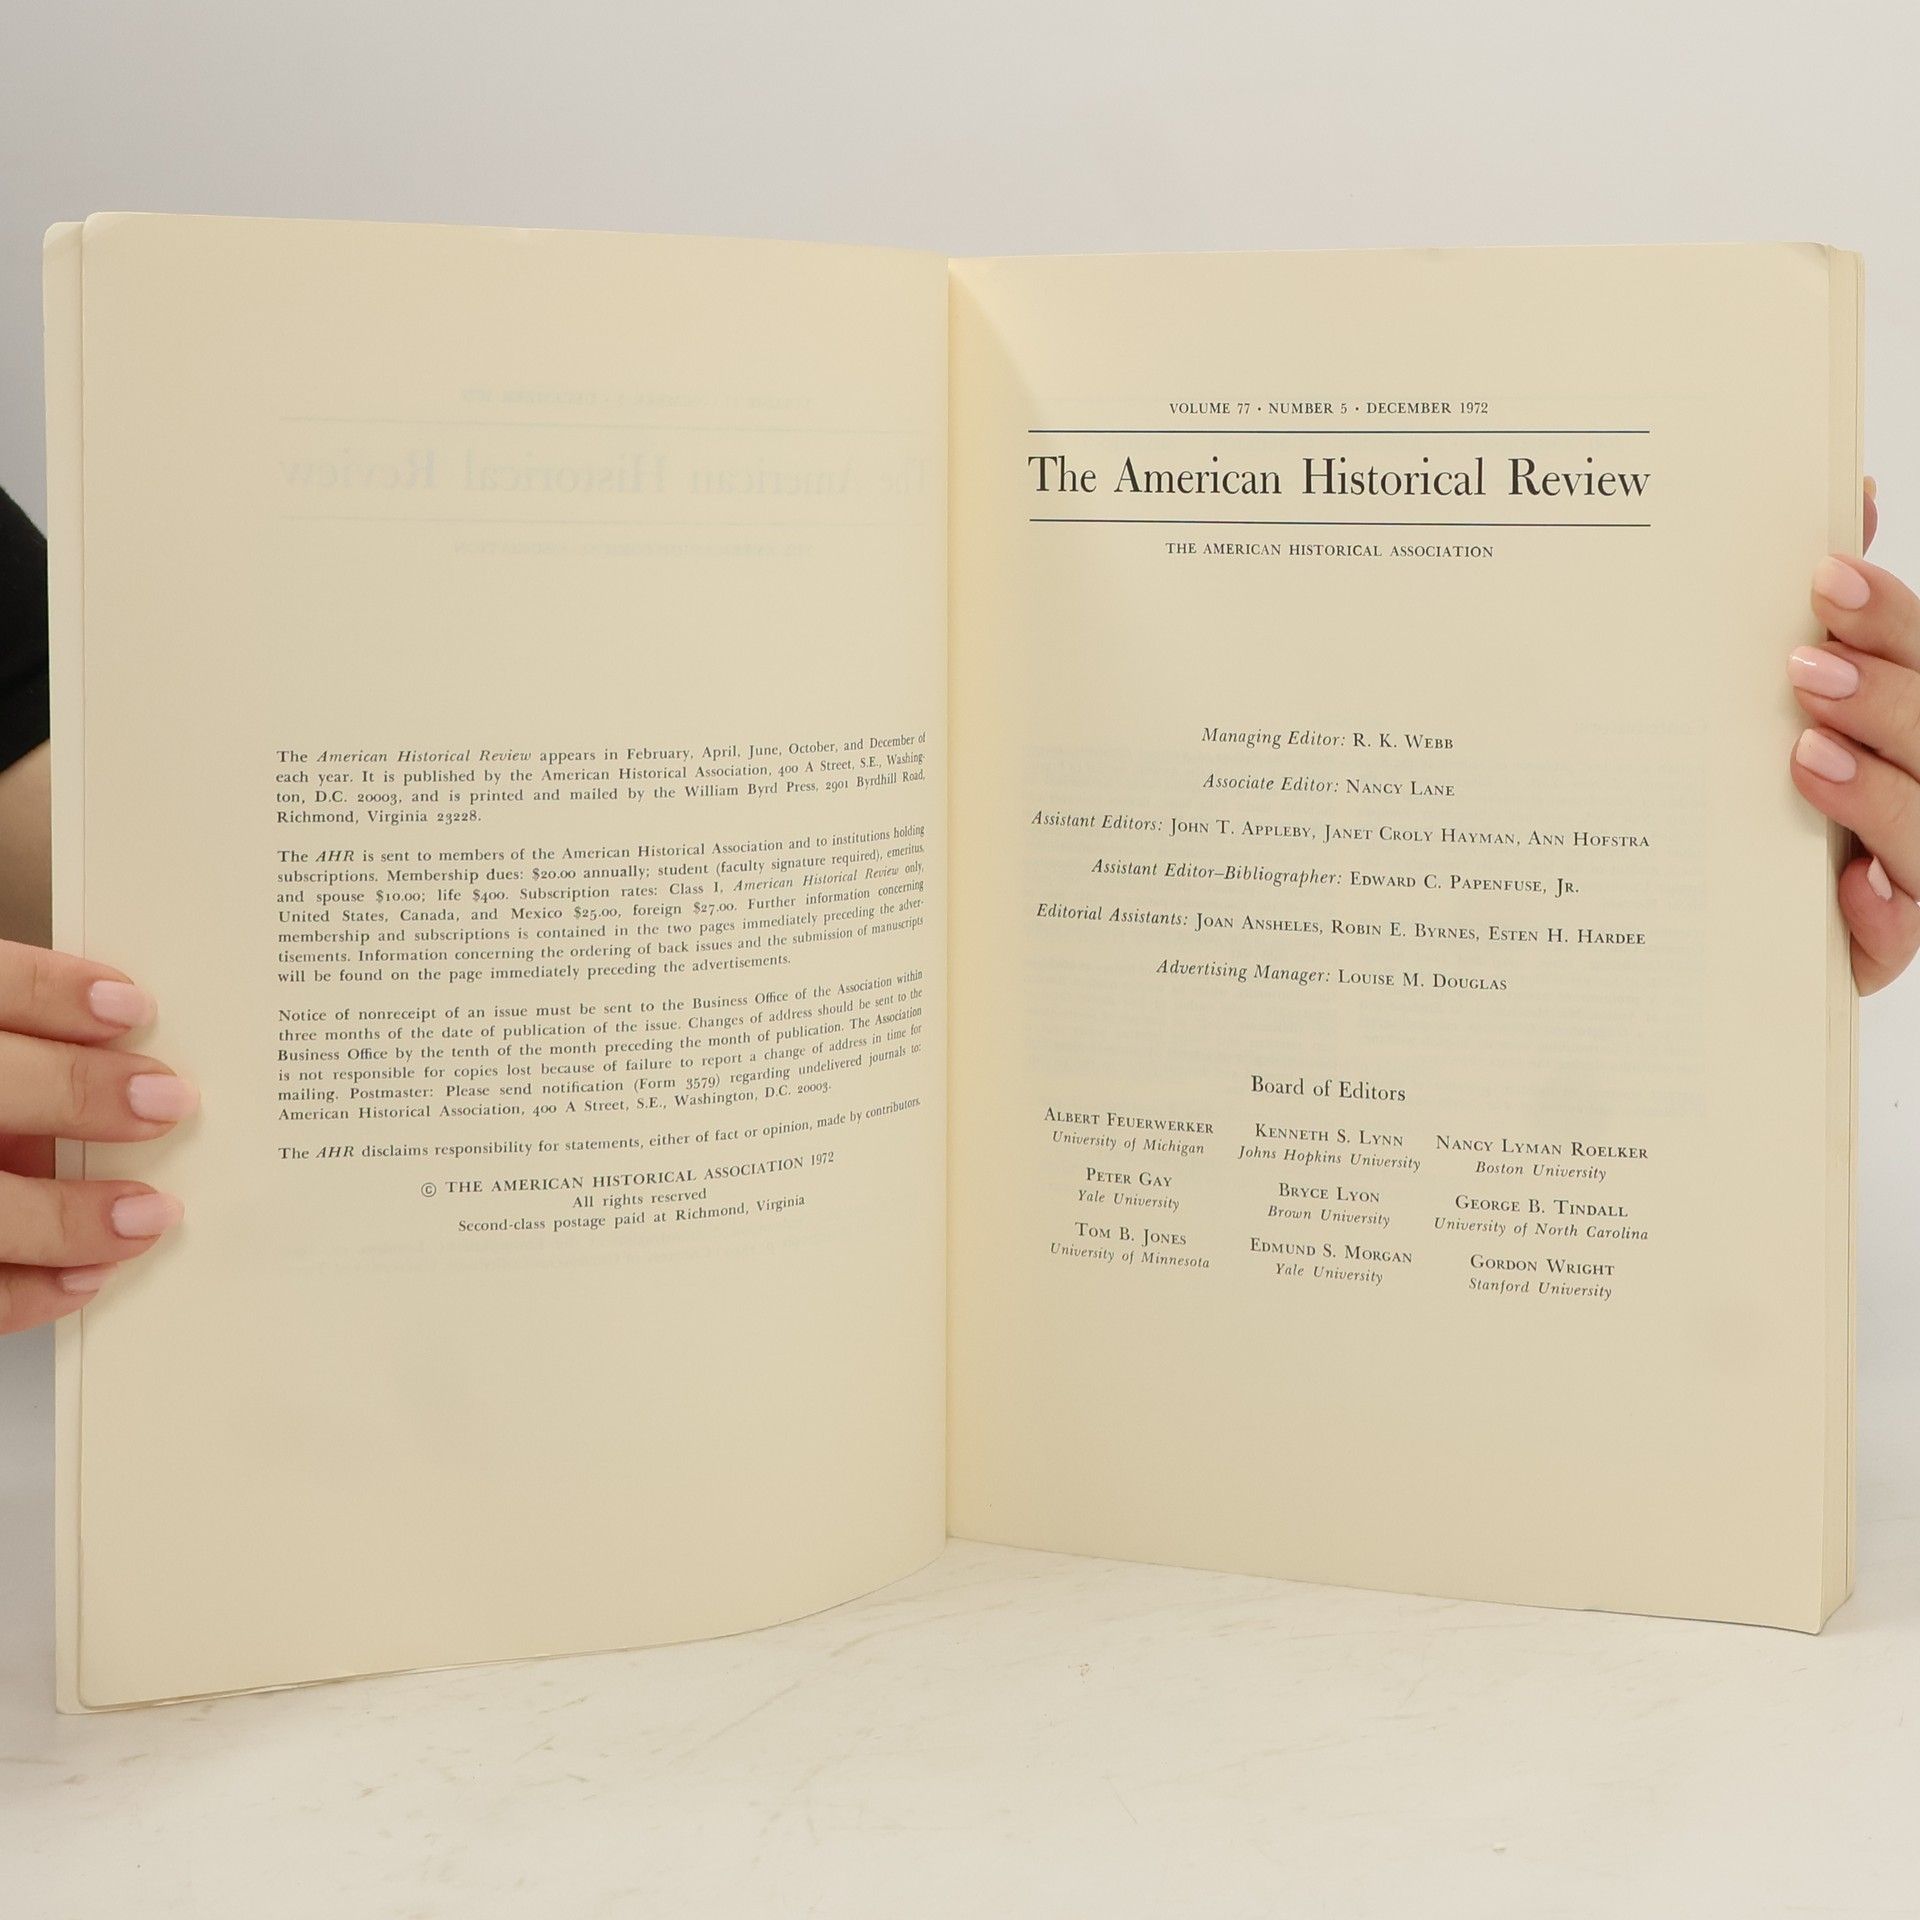 The American Historical Review appears in February, April, June, October, and December of
each year. It is published by the American Historical Association, 400 A Street, S.E., Washing-
ton, D.C. 20003, and is printed and mailed by the William Byrd Press, 2901 Byrdhill Road,
Richmond, Virginia 23228.
The AHR is sent to members of the American Historical Association and to institutions holding
subscriptions. Membership dues: $20.00 annually; student (faculty signature required), emeritus,
and spouse $10.00; life $400. Subscription rates: Class I, American Historical Review only,
United States, Canada, and Mexico $25.00, foreign $27.00. Further information concerning
membership and subscriptions is contained in the two pages immediately preceding the adver-
tisements. Information concerning the ordering of back issues and the submission of manuscripts
will be found on the page immediately preceding the advertisements.
Notice of nonreceipt of an issue must be sent to the Business Office of the Association within
three months of the date of publication of the issue. Changes of address should be sent to the
Business Office by the tenth of the month preceding the month of publication. The Association
is not responsible for copies lost because of failure to report a change of address in time for
mailing. Postmaster: Please send notification (Form 3579) regarding undelivered journals to:
American Historical Association, 400 A Street, S.E., Washington, D.C. 20003.
The AHR disclaims responsibility for statements, either of fact or opinion, made by contributors.
© THE AMERICAN HISTORICAL ASSOCIATION 1972
All rights reserved
Second-class postage paid at Richmond, Virginia
VOLUME 77 · NUMBER 5 · DECEMBER 1972
The American Historical Review
THE AMERICAN HISTORICAL ASSOCIATION
Managing Editor: R. K. WEBB
Associate Editor: NANCY LANE
Assistant Editors: JOHN T. APPLEBY, JANET CROLY HAYMAN, ANN HOFSTRA
Assistant Editor–Bibliographer: EDWARD C. PAPENFUSE, JR.
Editorial Assistants: JOAN ANSHELES, ROBIN E. BYRNES, ESTEN H. HARDEE
Advertising Manager: LOUISE M. DOUGLAS
Board of Editors
ALBERT FEUERWERKER
University of Michigan
PETER GAY
Yale University
TOM B. JONES
University of Minnesota
KENNETH S. LYNN
Johns Hopkins University
BRYCE LYON
Brown University
EDMUND S. MORGAN
Yale University
NANCY LYMAN ROELKER
Boston University
GEORGE B. TINDALL
University of North Carolina
GORDON WRIGHT
Stanford University